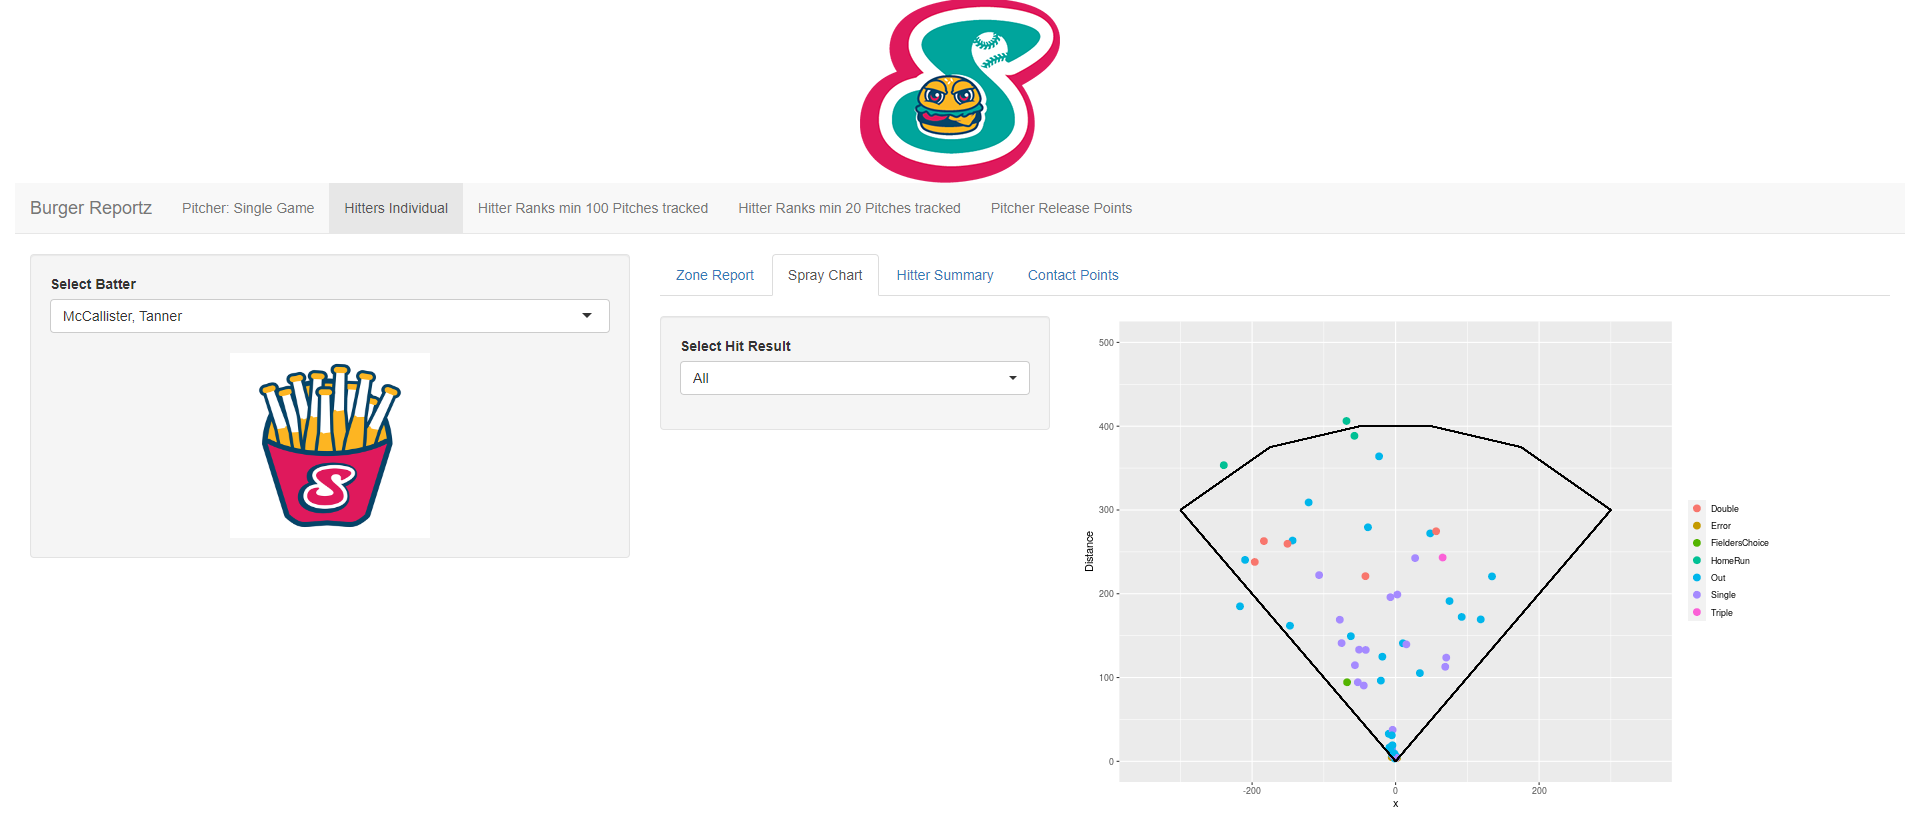 Burger Reportz Pitcher: Single Game Hitters Individual Hitter Ranks min 100 Pitches tracked Hitter Ranks min 20 Pitches tracked Pitcher Release Points
Select Batter
McCallister, Tanner
S
Zone Report Spray Chart Hitter Summary Contact Points
Select Hit Result
All
500
400
300
200
100
0
Distance
-200 0 200
x
Double
Error
FieldersChoice
HomeRun
Out
Single
Triple